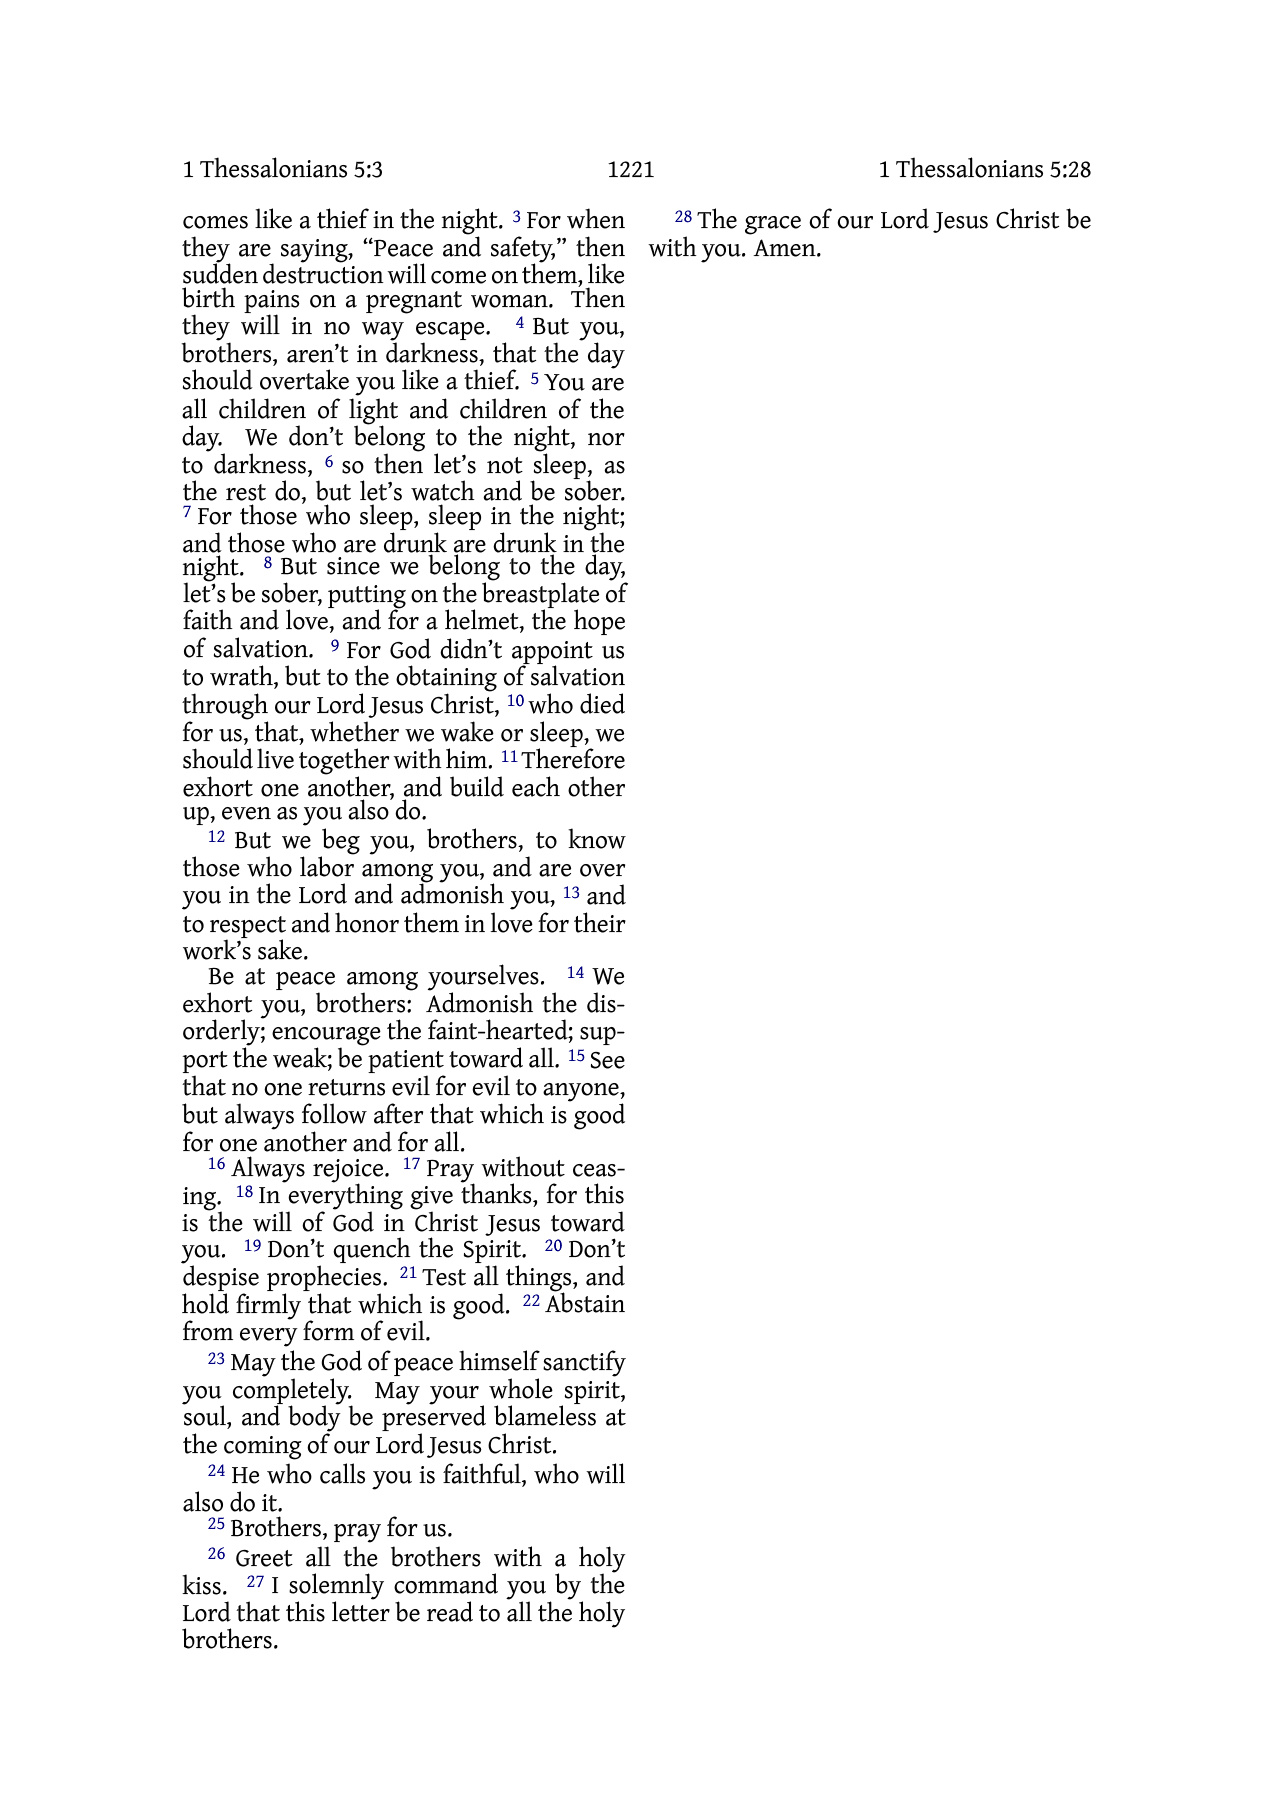 1 Thessalonians 5:3 1221 1 Thessalonians 5:28
comes like a thief in the night. 3 For when
they are saying, “Peace and safety,” then
sudden destruction will come on them, like
birth pains on a pregnant woman. Then
they will in no way escape. 4 But you,
brothers, aren’t in darkness, that the day
should overtake you like a thief. 5 You are
all children of light and children of the
day. We don’t belong to the night, nor
to darkness, 6 so then let’s not sleep, as
the rest do, but let’s watch and be sober.
7 For those who sleep, sleep in the night;
and those who are drunk are drunk in the
night. 8 But since we belong to the day,
let’s be sober, putting on the breastplate of
faith and love, and for a helmet, the hope
of salvation. 9 For God didn’t appoint us
to wrath, but to the obtaining of salvation
through our Lord Jesus Christ, 10 who died
for us, that, whether we wake or sleep, we
should live together with him. 11 Therefore
exhort one another, and build each other
up, even as you also do.
12 But we beg you, brothers, to know
those who labor among you, and are over
you in the Lord and admonish you, 13 and
to respect and honor them in love for their
work’s sake.
Be at peace among yourselves. 14 We
exhort you, brothers: Admonish the dis-
orderly; encourage the faint-hearted; sup-
port the weak; be patient toward all. 15 See
that no one returns evil for evil to anyone,
but always follow after that which is good
for one another and for all.
16 Always rejoice. 17 Pray without ceas-
ing. 18 In everything give thanks, for this
is the will of God in Christ Jesus toward
you. 19 Don’t quench the Spirit. 20 Don’t
despise prophecies. 21 Test all things, and
hold firmly that which is good. 22 Abstain
from every form of evil.
23 May the God of peace himself sanctify
you completely. May your whole spirit,
soul, and body be preserved blameless at
the coming of our Lord Jesus Christ.
24 He who calls you is faithful, who will
also do it.
25 Brothers, pray for us.
26 Greet all the brothers with a holy
kiss. 27 I solemnly command you by the
Lord that this letter be read to all the holy
brothers.
28 The grace of our Lord Jesus Christ be
with you. Amen.